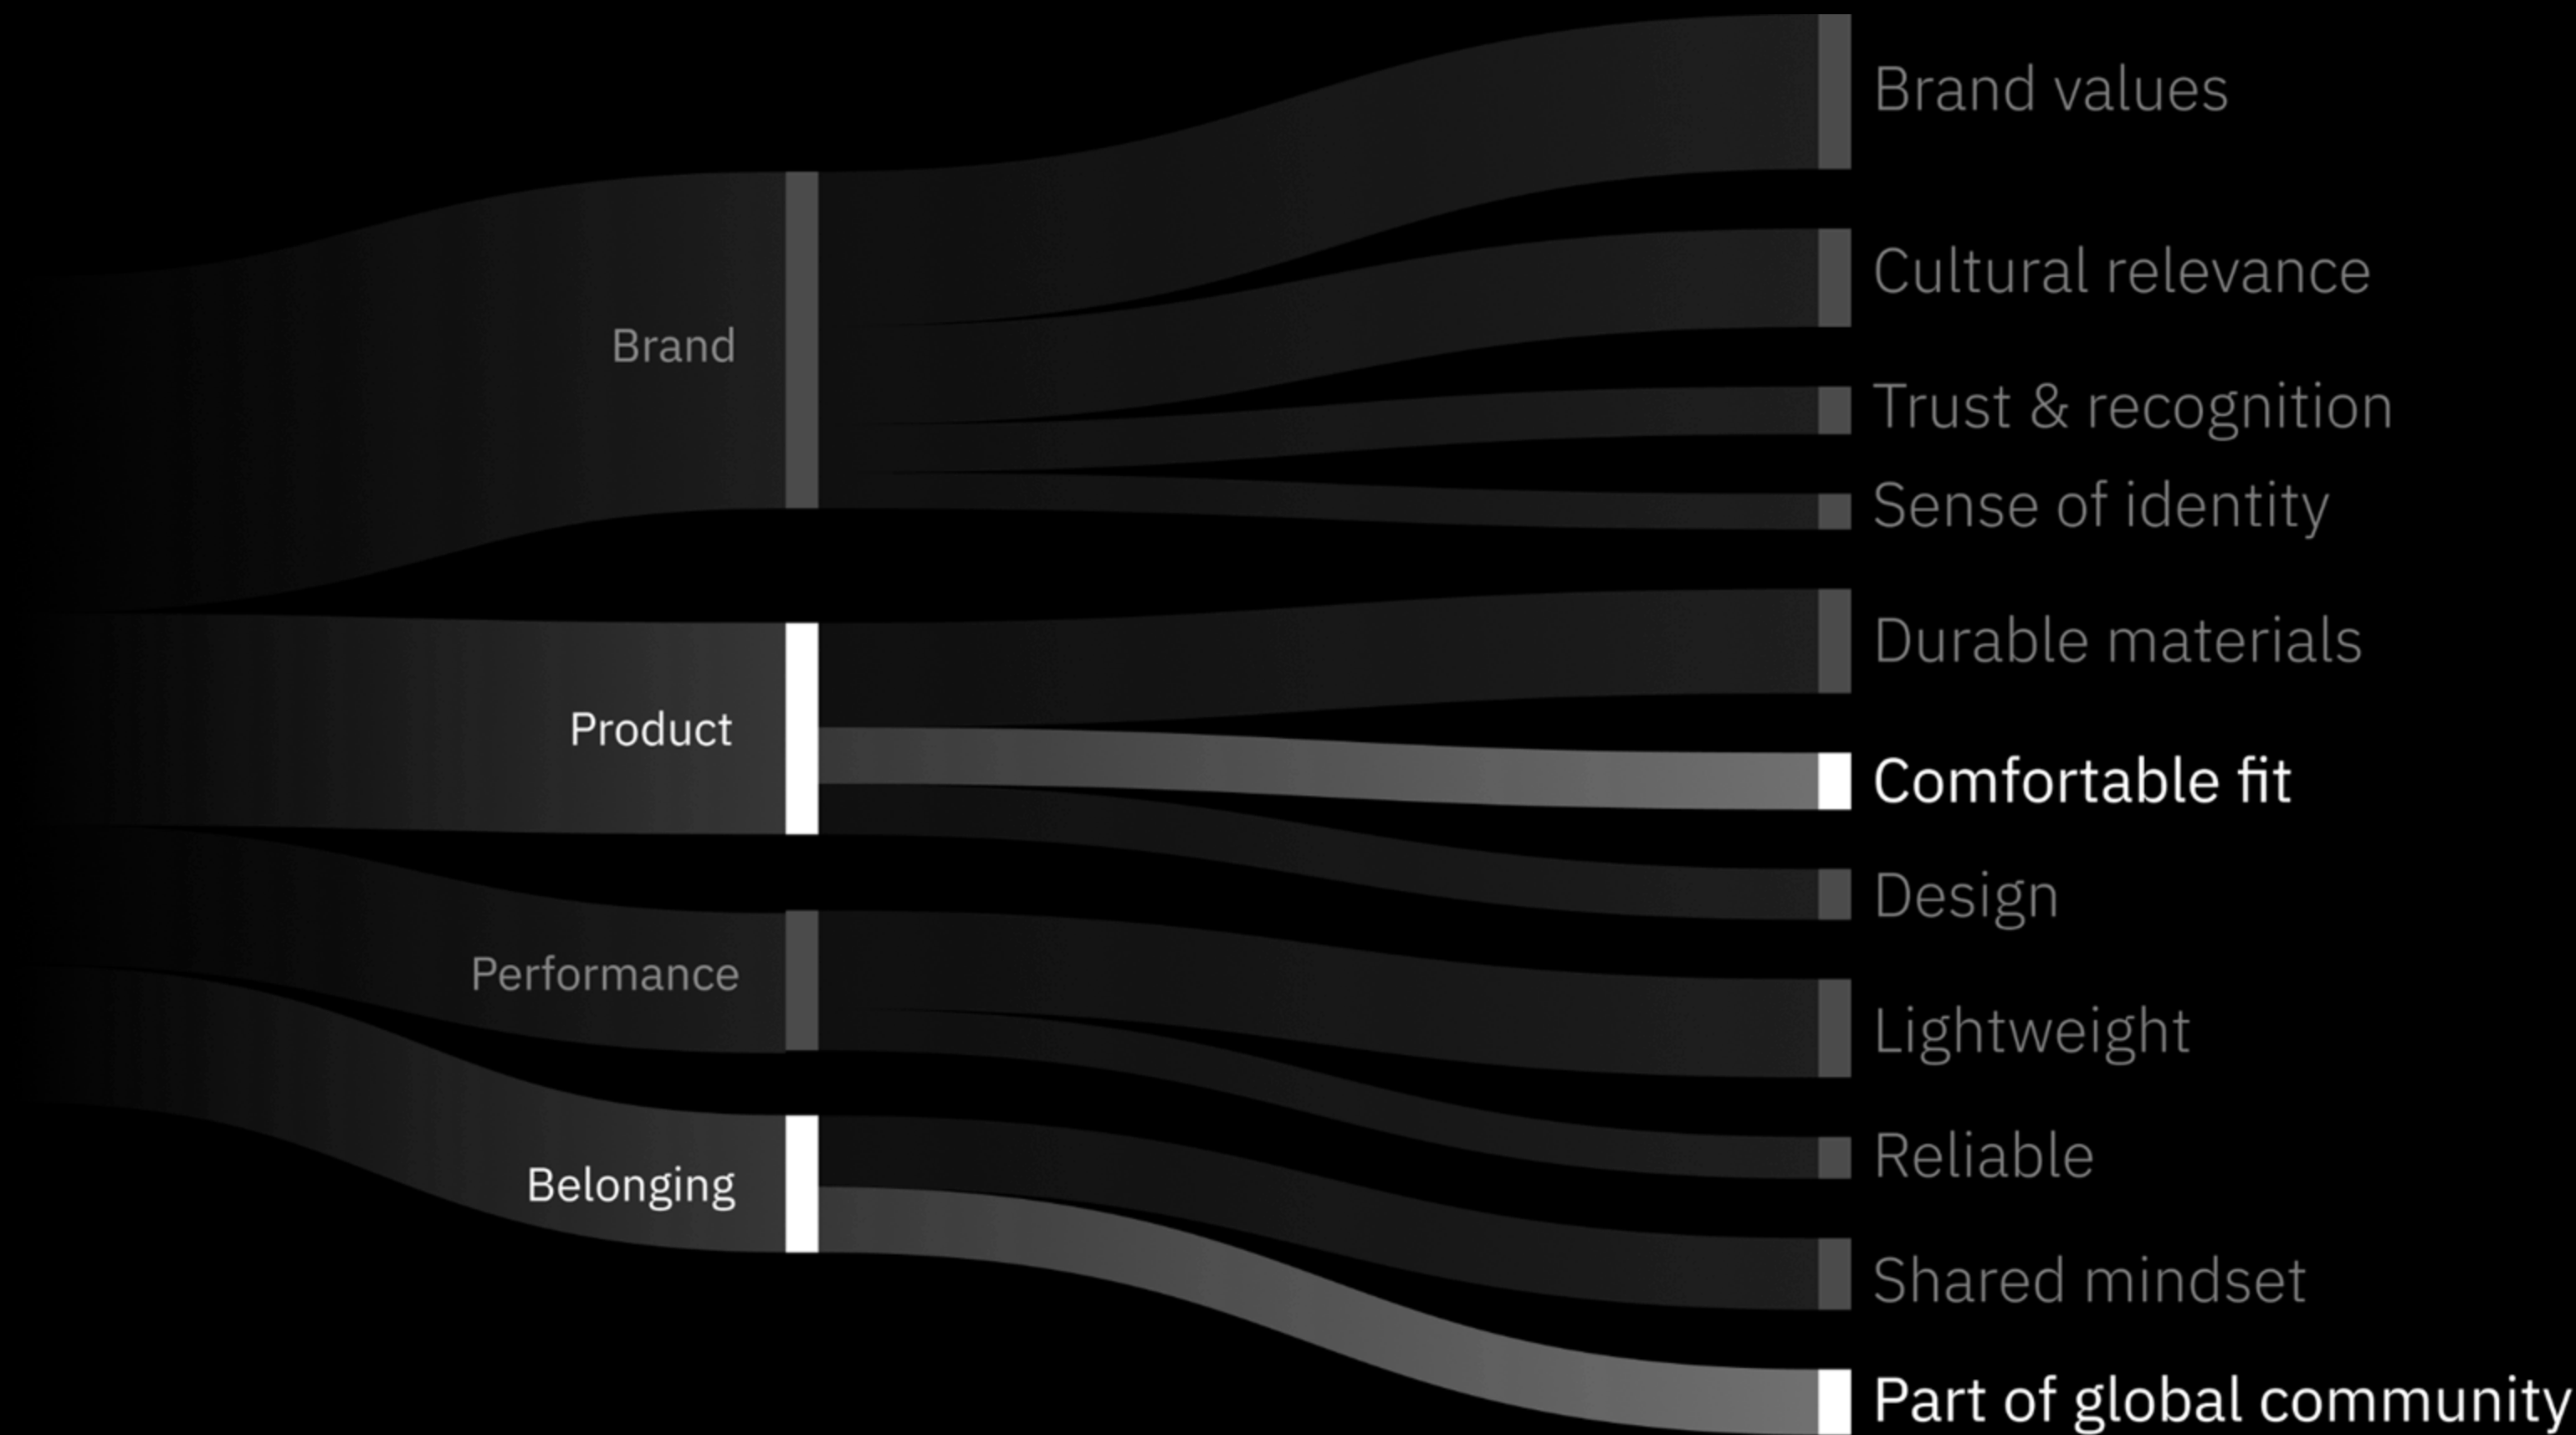 Brand
Product
Performance
Belonging
Brand values
Cultural relevance
Trust & recognition
Sense of identity
Durable materials
Comfortable fit
Design
Lightweight
Reliable
Shared mindset
Part of global community